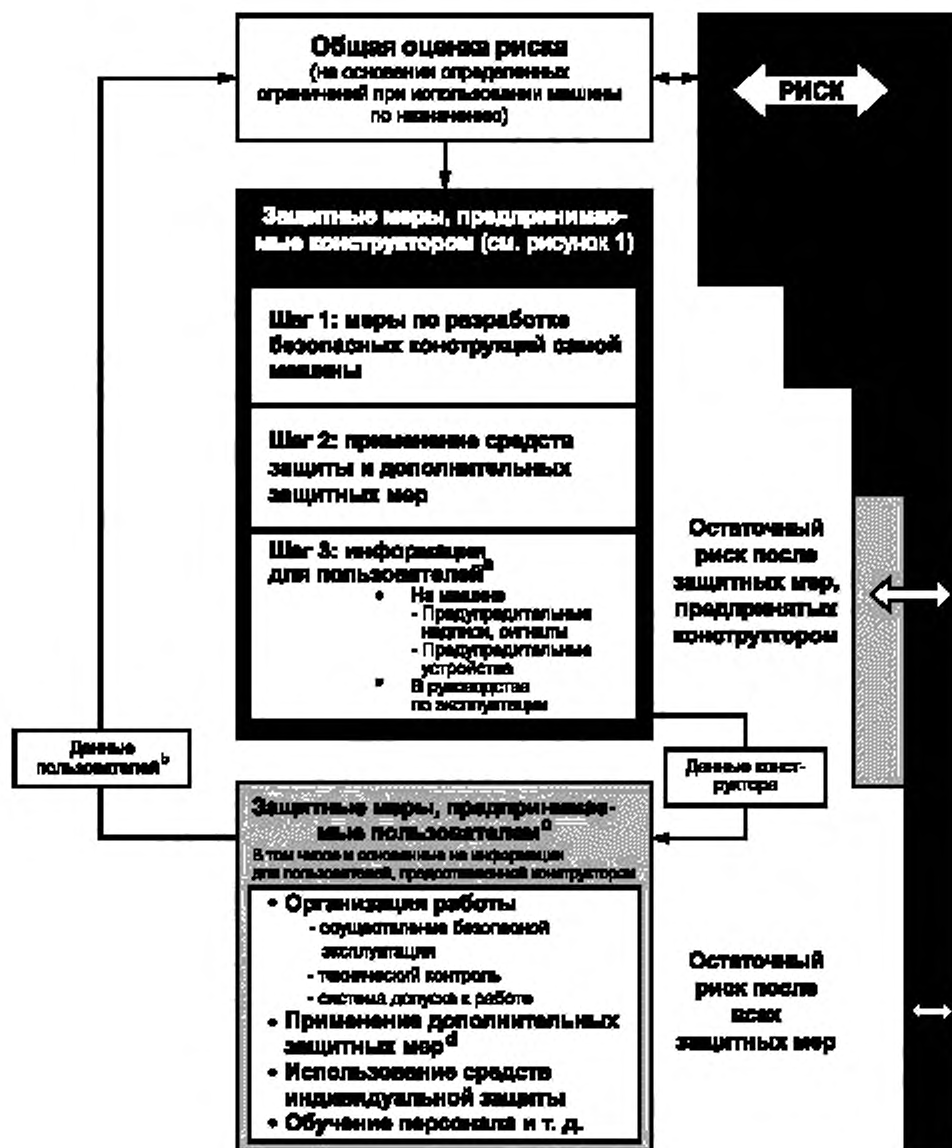 Общая оценка риска
(на основании определенных
ограничений при использовании машины
по назначению)
РИСК
Защитные меры, предпринимае-
мые конструктором (см. рисунок 1)
Шаг 1: меры по разработке
безопасных конструкций самой
машины
Шаг 2: применение средств
защиты и дополнительных
защитных мер
Шаг 3: информация
для пользователей a
• На машине
- Предупредительные
надписи, сигналы
- Предупредительные
устройства
• В руководстве
по эксплуатации
Остаточный
риск после
защитных мер,
предпринятых
конструктором
Данные
пользователей b
Данные конст-
руктора
Защитные меры, предпринимае-
мые пользователем c
В том числе и основанные на информации
для пользователей, предоставленной конструктором
• Организация работы
- осуществление безопасной
эксплуатации
- технический контроль
- система допуска к работе
• Применение дополнительных
защитных мер d
• Использование средств
индивидуальной защиты
• Обучение персонала и т. д.
Остаточный
риск после
всех
защитных мер